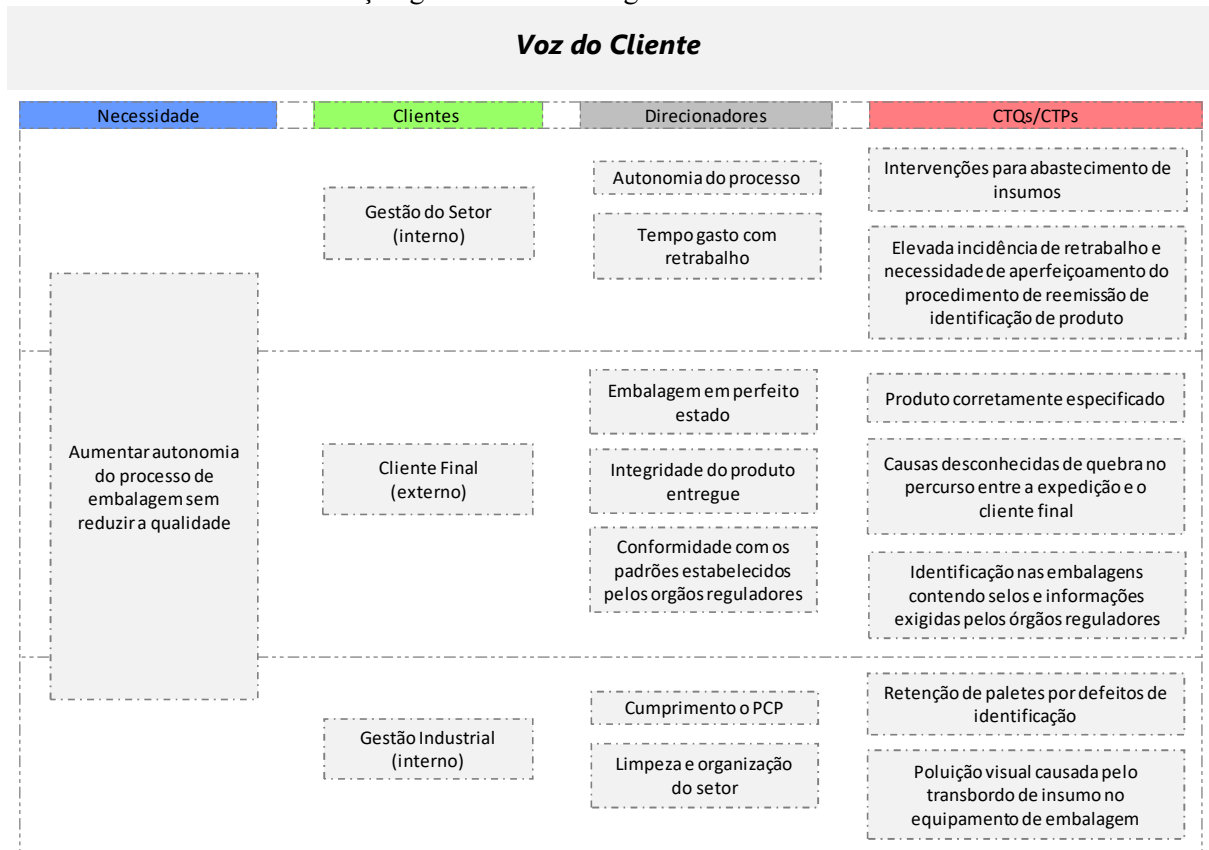 Voz do Cliente
Necessidade
Clientes
Direcionadores
CTQs/CTPs
Aumentar autonomia
do processo de
embalagem sem
reduzir a qualidade
Gestão do Setor
(interno)
Autonomia do processo
Tempo gasto com
retrabalho
Intervenções para abastecimento de
insumos
Elevada incidência de retrabalho e
necessidade de aperfeiçoamento do
procedimento de reemissão de
identificação de produto
Cliente Final
(externo)
Embalagem em perfeito
estado
Integridade do produto
entregue
Conformidade com os
padrões estabelecidos
pelos orgãos reguladores
Produto corretamente especificado
Causas desconhecidas de quebra no
percurso entre a expedição e o
cliente final
Identificação nas embalagens
contendo selos e informações
exigidas pelos órgãos reguladores
Gestão Industrial
(interno)
Cumprimento o PCP
Limpeza e organização
do setor
Retenção de paletes por defeitos de
identificação
Poluição visual causada pelo
transbordo de insumo no
equipamento de embalagem